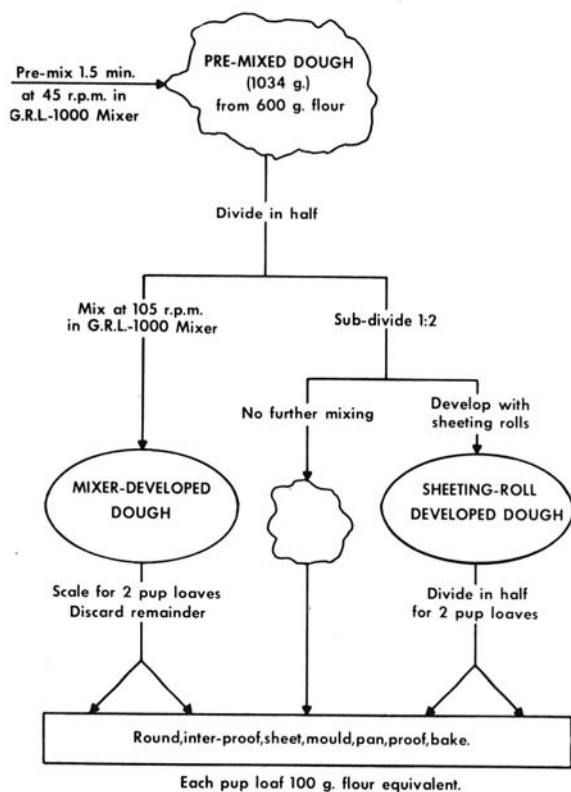 PRE-MIXED DOUGH
(1034 g.)
from 600 g. flour
Pre-mix 1.5 min.
at 45 r.p.m. in
G.R.L.-1000 Mixer
Divide in half
Mix at 105 r.p.m.
in G.R.L-1000 Mixer
Sub-divide 1:2
No further mixing
Develop with
sheeting rolls
MIXER-DEVELOPED
DOUGH
SHEETING-ROLL
DEVELOPED DOUGH
Scale for 2 pup loaves
Discard remainder
Divide in half
for 2 pup loaves
Round,inter-proof,sheet,mould,pan,proof,bake.
Each pup loaf 100 g. flour equivalent.